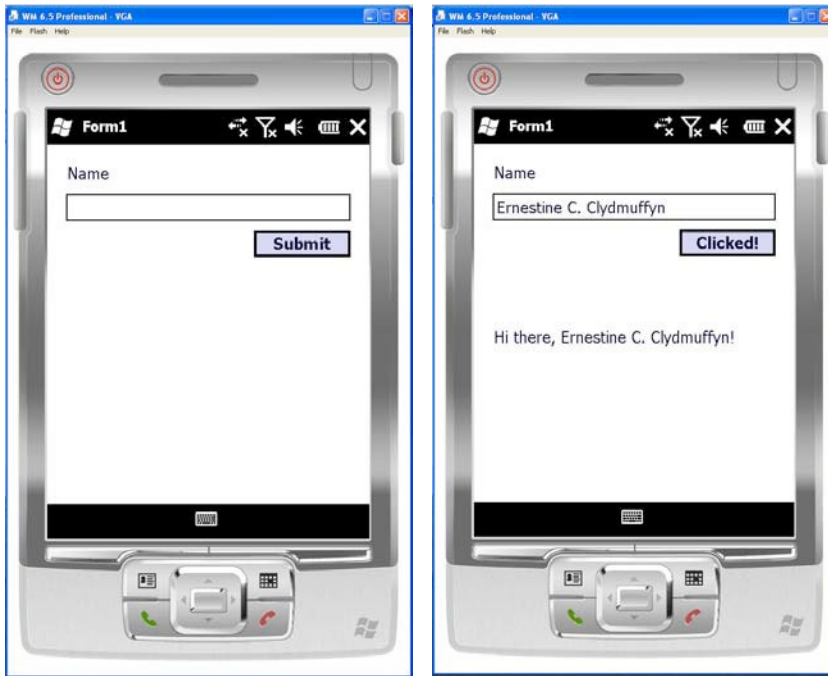 WM 6.5 Professional - VGA
File Flash Help
Form1
Name
Submit
WM 6.5 Professional - VGA
File Flash Help
Form1
Name
Ernestine C. Clydmuffyn
Clicked!
Hi there, Ernestine C. Clydmuffyn!